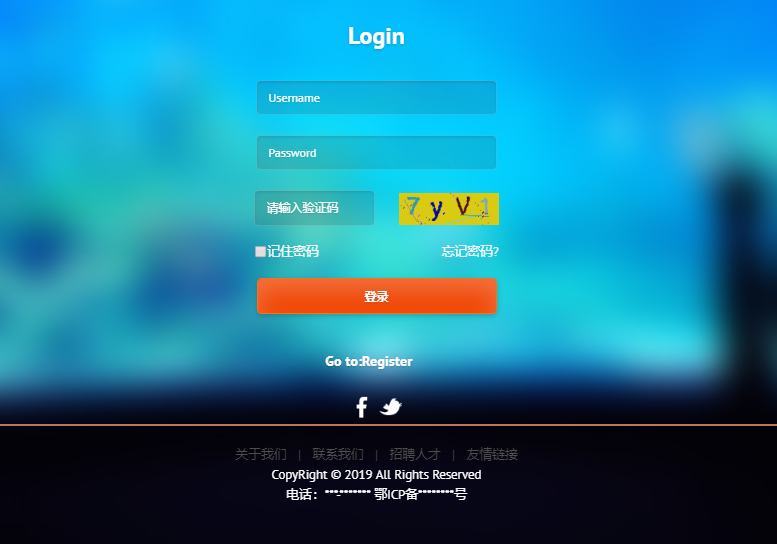 Login
Username
Password
请输入验证码
7 y V 1
记住密码 忘记密码?
登录
Go to:Register
关于我们 | 联系我们 | 招聘人才 | 友情链接
CopyRight © 2019 All Rights Reserved
电话：***-******* 鄂ICP备********号